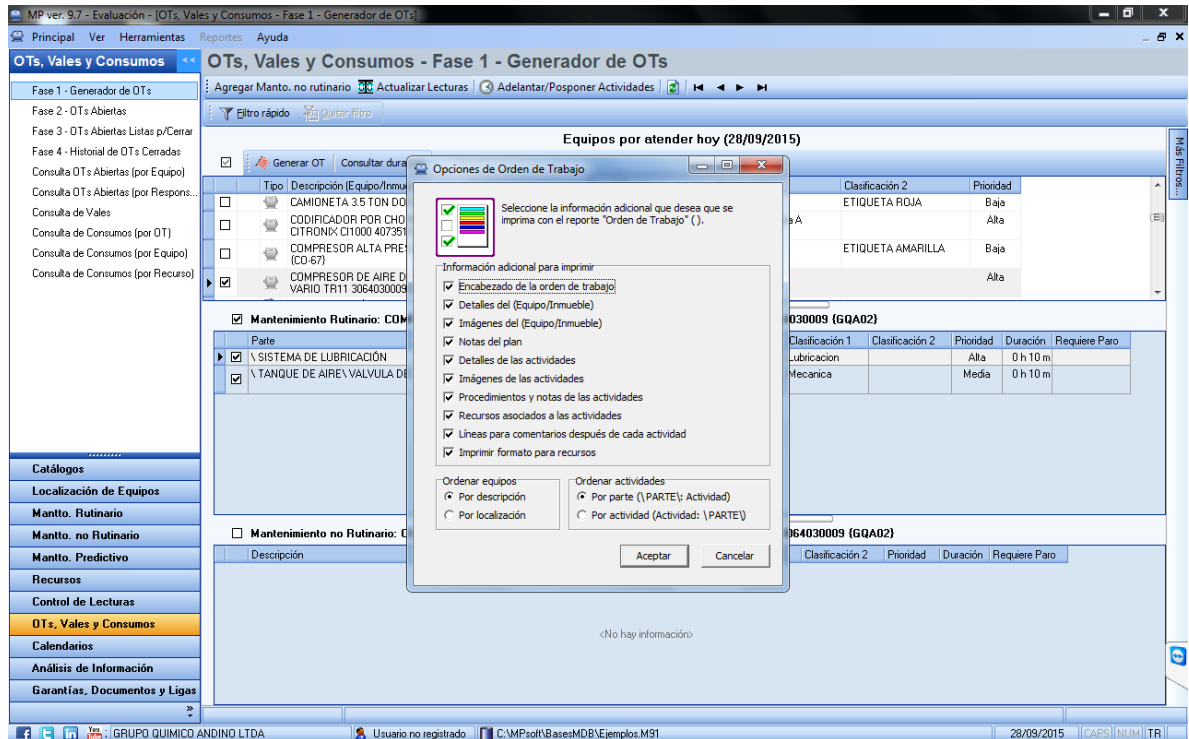 MP ver. 9.7 - Evaluación - [OTs, Vales y Consumos - Fase 1 - Generador de OTs]
Principal Ver Herramientas Reportes Ayuda
OTs, Vales y Consumos <<
OTs, Vales y Consumos - Fase 1 - Generador de OTs
Fase 1 - Generador de OTs
Fase 2 - OTs Abiertas
Fase 3 - OTs Abiertas Listas p/Cerrar
Fase 4 - Historial de OTs Cerradas
Consulta OTs Abiertas (por Equipo)
Consulta OTs Abiertas (por Respons...
Consulta de Vales
Consulta de Consumos (por OT)
Consulta de Consumos (por Equipo)
Consulta de Consumos (por Recurso)
Catálogos
Localización de Equipos
Mantto. Rutinario
Mantto. no Rutinario
Mantto. Predictivo
Recursos
Control de Lecturas
OTs, Vales y Consumos
Calendarios
Análisis de Información
Garantías, Documentos y Ligas
Agregar Manto. no rutinario Actualizar Lecturas Adelantar/Posponer Actividades
Filtro rápido Quitar filtro
Equipos por atender hoy (28/09/2015)
Más Filtros...
Generar OT Consultar dura
Tipo Descripción (Equipo/Inmue Clasificación 2 Prioridad
CAMIONETA 3.5 TON DO ETIQUETA ROJA Baja
CODIFICADOR POR CHO a A Alta
CITRONIX CI1000 407351
COMPRESOR ALTA PRES ETIQUETA AMARILLA Baja
{CO-67}
COMPRESOR DE AIRE D Alta
VARIO TR11 3064030009
Mantenimiento Rutinario: COM 030009 {GQA02}
Parte Clasificación 1 Clasificación 2 Prioridad Duración Requiere Paro
\ SISTEMA DE LUBRICACIÓN Lubricacion Alta 0 h 10 m
\ TANQUE DE AIRE\ VALVULA DE Mecanica Media 0 h 10 m
Mantenimiento no Rutinario: C 064030009 {GQA02}
Descripción Clasificación 2 Prioridad Duración Requiere Paro
<No hay información>
Opciones de Orden de Trabajo
Seleccione la información adicional que desea que se
imprima con el reporte "Orden de Trabajo" ( ).
Información adicional para imprimir
Encabezado de la orden de trabajo
Detalles del (Equipo/Inmueble)
Imágenes del (Equipo/Inmueble)
Notas del plan
Detalles de las actividades
Imágenes de las actividades
Procedimientos y notas de las actividades
Recursos asociados a las actividades
Líneas para comentarios después de cada actividad
Imprimir formato para recursos
Ordenar equipos
Por descripción
Por localización
Ordenar actividades
Por parte (\PARTE\: Actividad)
Por actividad (Actividad: \PARTE\)
Aceptar Cancelar
You Tube : GRUPO QUIMICO ANDINO LTDA Usuario no registrado C:\MPsoft\BasesMDB\Ejemplos.M91 28/09/2015 CAPS NUM TR